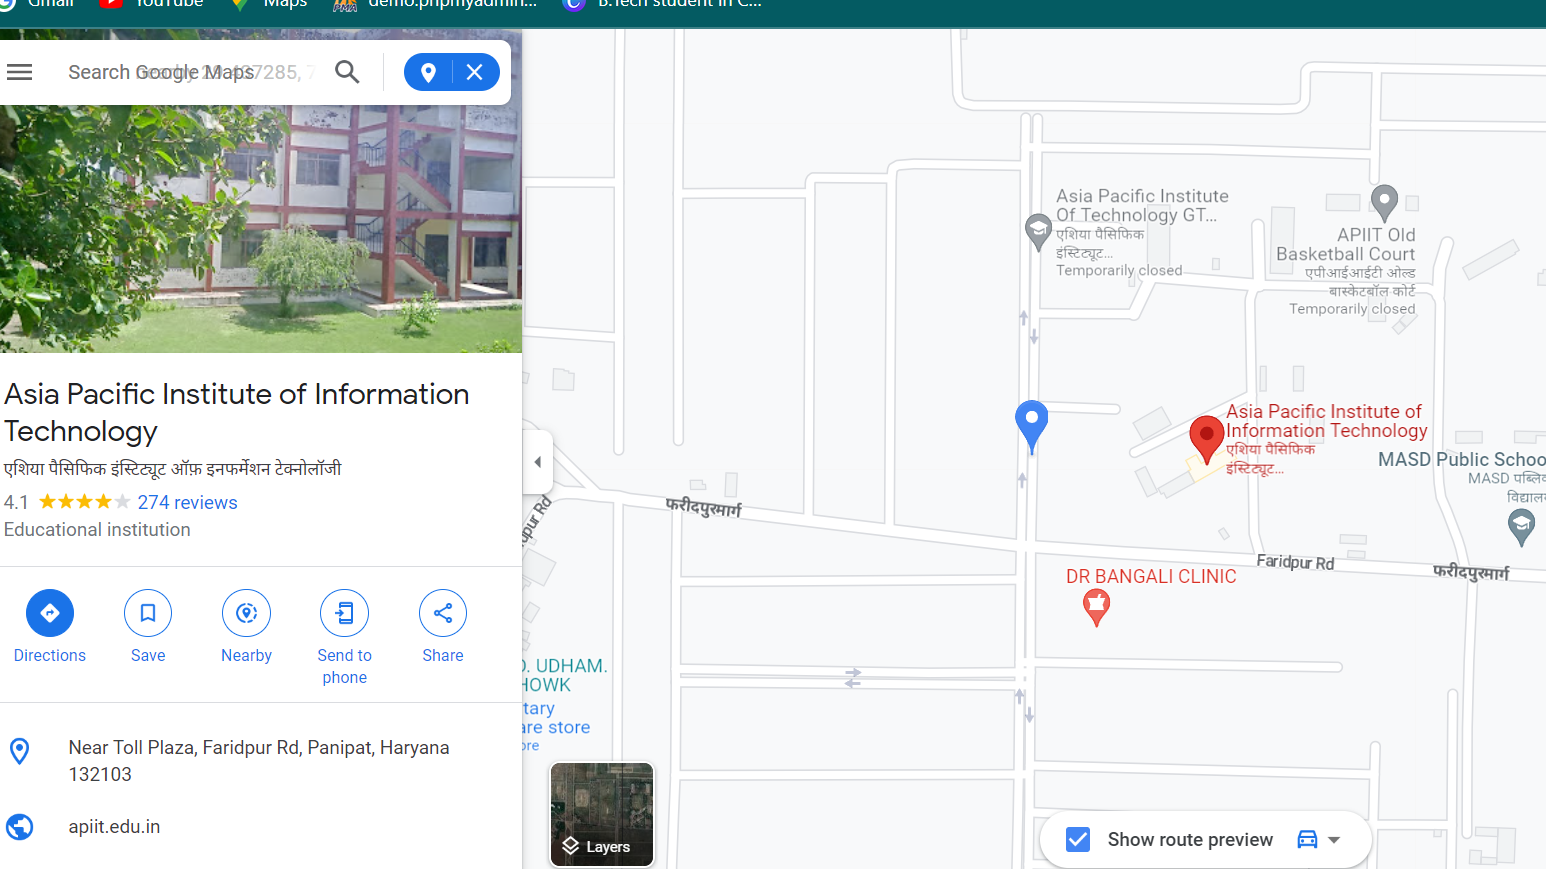 Gmail
YouTube
Maps
demo.phpmyadmin...
B.Tech student in C...
Search Google Maps
nearby 29.497285, 7
Asia Pacific Institute of Information
Technology
एशिया पैसिफिक इंस्टिट्यूट ऑफ़ इनफर्मेशन टेक्नोलॉजी
4.1
274 reviews
Educational institution
Directions
Save
Nearby
Send to
phone
Share
Near Toll Plaza, Faridpur Rd, Panipat, Haryana
132103
apiit.edu.in
Asia Pacific Institute
Of Technology GT...
एशिया पैसिफिक
इंस्टिट्यूट...
Temporarily closed
APIIT Old
Basketball Court
एपीआईआईटी ओल्ड
बास्केटबॉल कोर्ट
Temporarily closed
Asia Pacific Institute of
Information Technology
एशिया पैसिफिक
इंस्टिट्यूट...
MASD Public Schoo
MASD पब्लि
फरीदपुरमार्ग
Faridpur Rd
फरीदपुरमार्ग
DR BANGALI CLINIC
UDHAM.
HOWK
tary
are store
ore
Layers
Show route preview